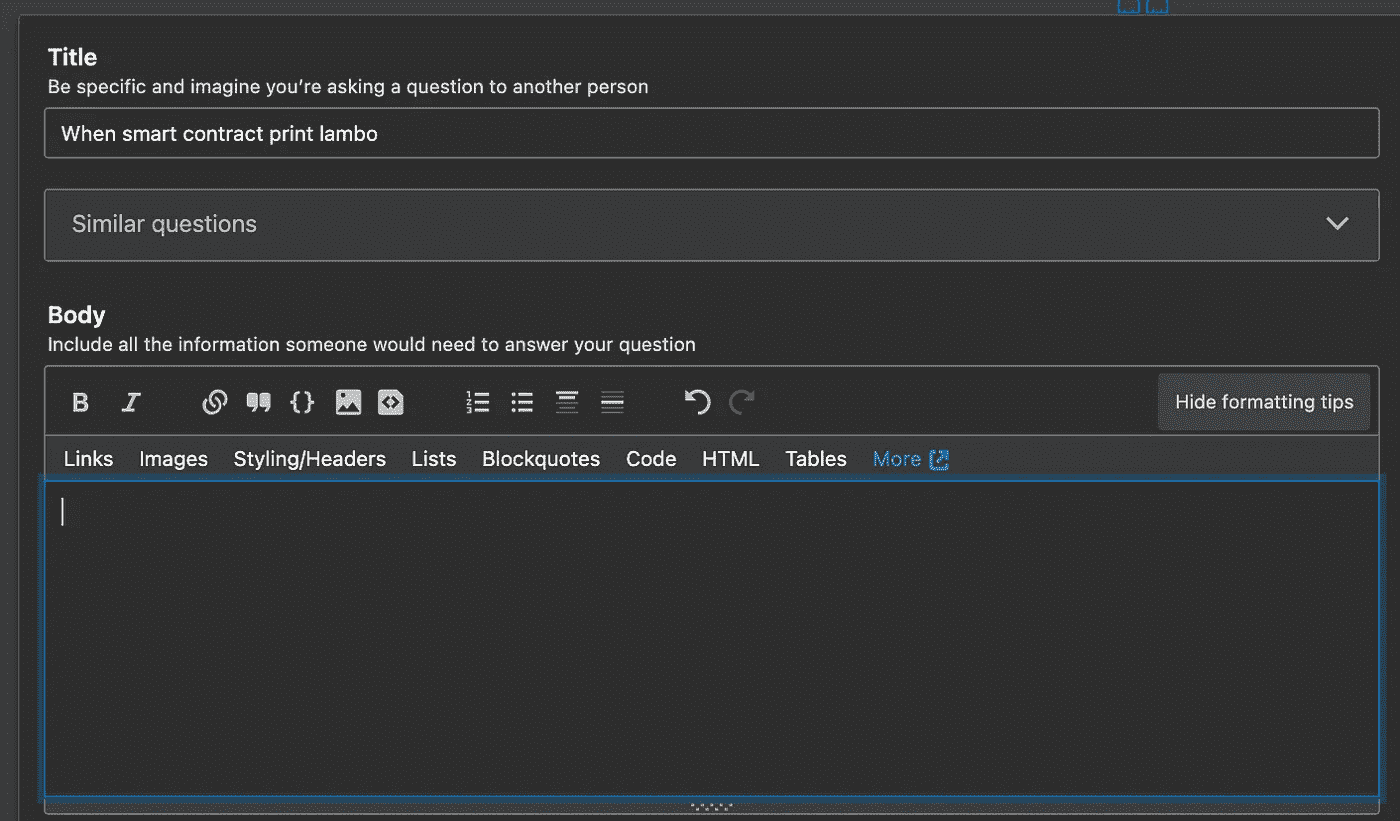 Title
Be specific and imagine you're asking a question to another person
When smart contract print lambo
Similar questions
Body
Include all the information someone would need to answer your question
B I Hide formatting tips
Links Images Styling/Headers Lists Blockquotes Code HTML Tables More